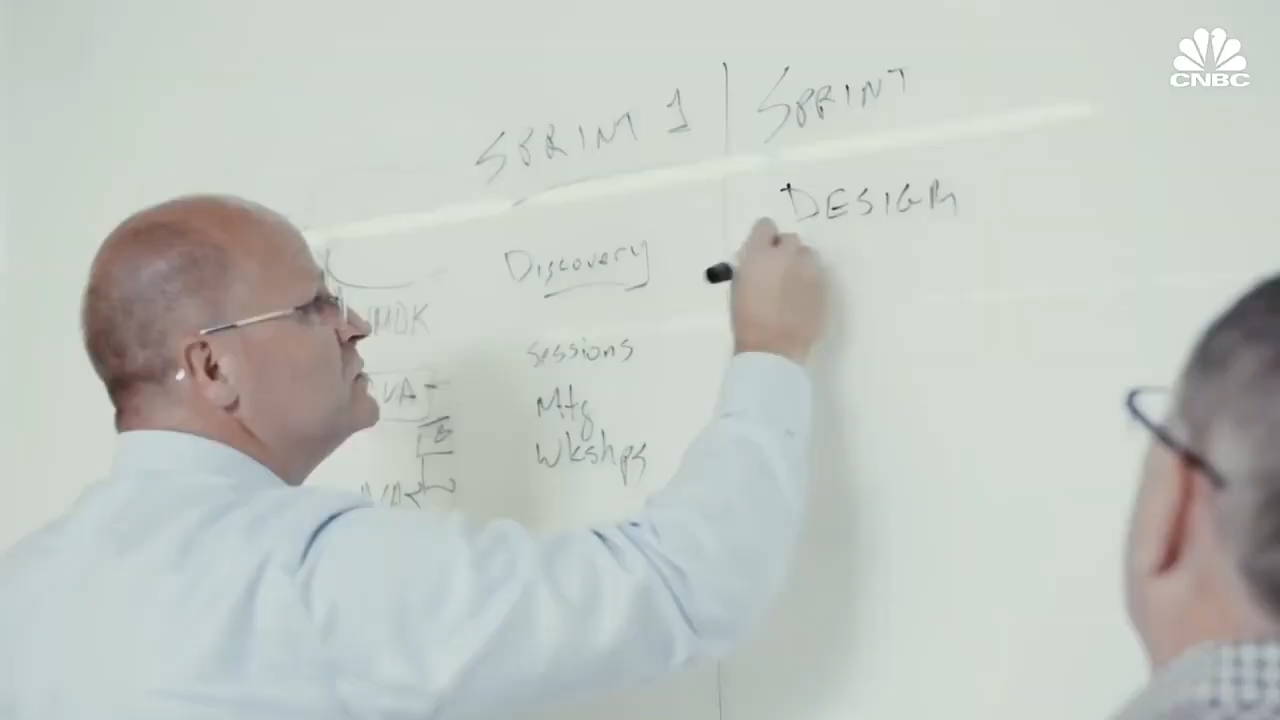 CNBC
SPRINT 1
SPRINT
DESIGN
Discovery
sessions
Mtg
Wkshps